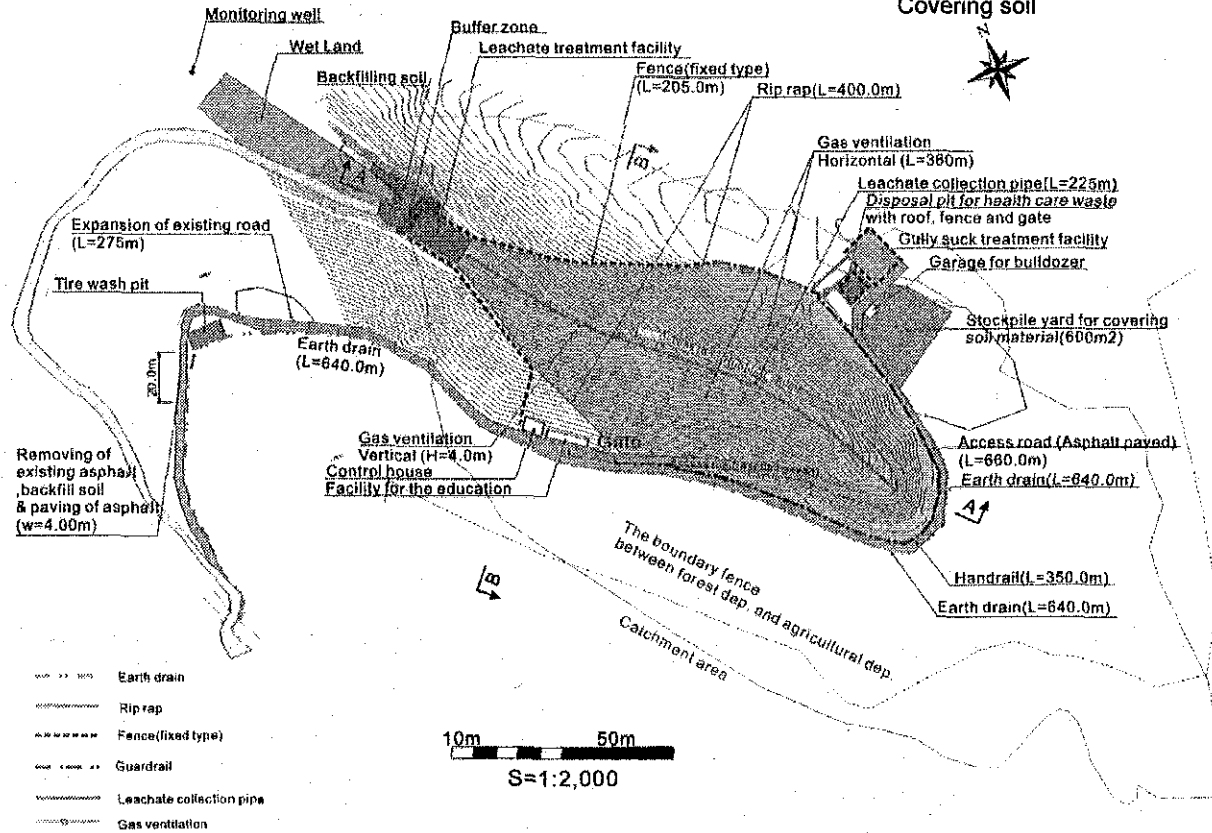 Covering soil
N
Monitoring well
Wet Land
Buffer zone
Leachate treatment facility
Backfilling soil
Fence(fixed type)
(L=205.0m)
Rip rap(L=400.0m)
Gas ventilation
Horizontal (L=360m)
Leachate collection pipe(L=225m)
Disposal pit for health care waste
with roof, fence and gate
Gully suck treatment facility
Garage for bulldozer
Stockpile yard for covering
soil material(600m2)
Expansion of existing road
(L=275m)
Tire wash pit
Earth drain
(L=640.0m)
20.0m
A
B
Gate
Gas ventilation
Vertical (H=4.0m)
Control house
Facility for the education
Removing of
existing asphalt
,backfill soil
& paving of asphalt
(w=4.00m)
Access road (Asphalt paved)
(L=660.0m)
Earth drain(L=640.0m)
A
Handrail(L=350.0m)
Earth drain(L=640.0m)
The boundary fence
between forest dep. and agricultural dep.
B
Catchment area
Earth drain
Rip rap
Fence(fixed type)
Guardrail
Leachate collection pipe
Gas ventilation
10m 50m
S=1:2,000